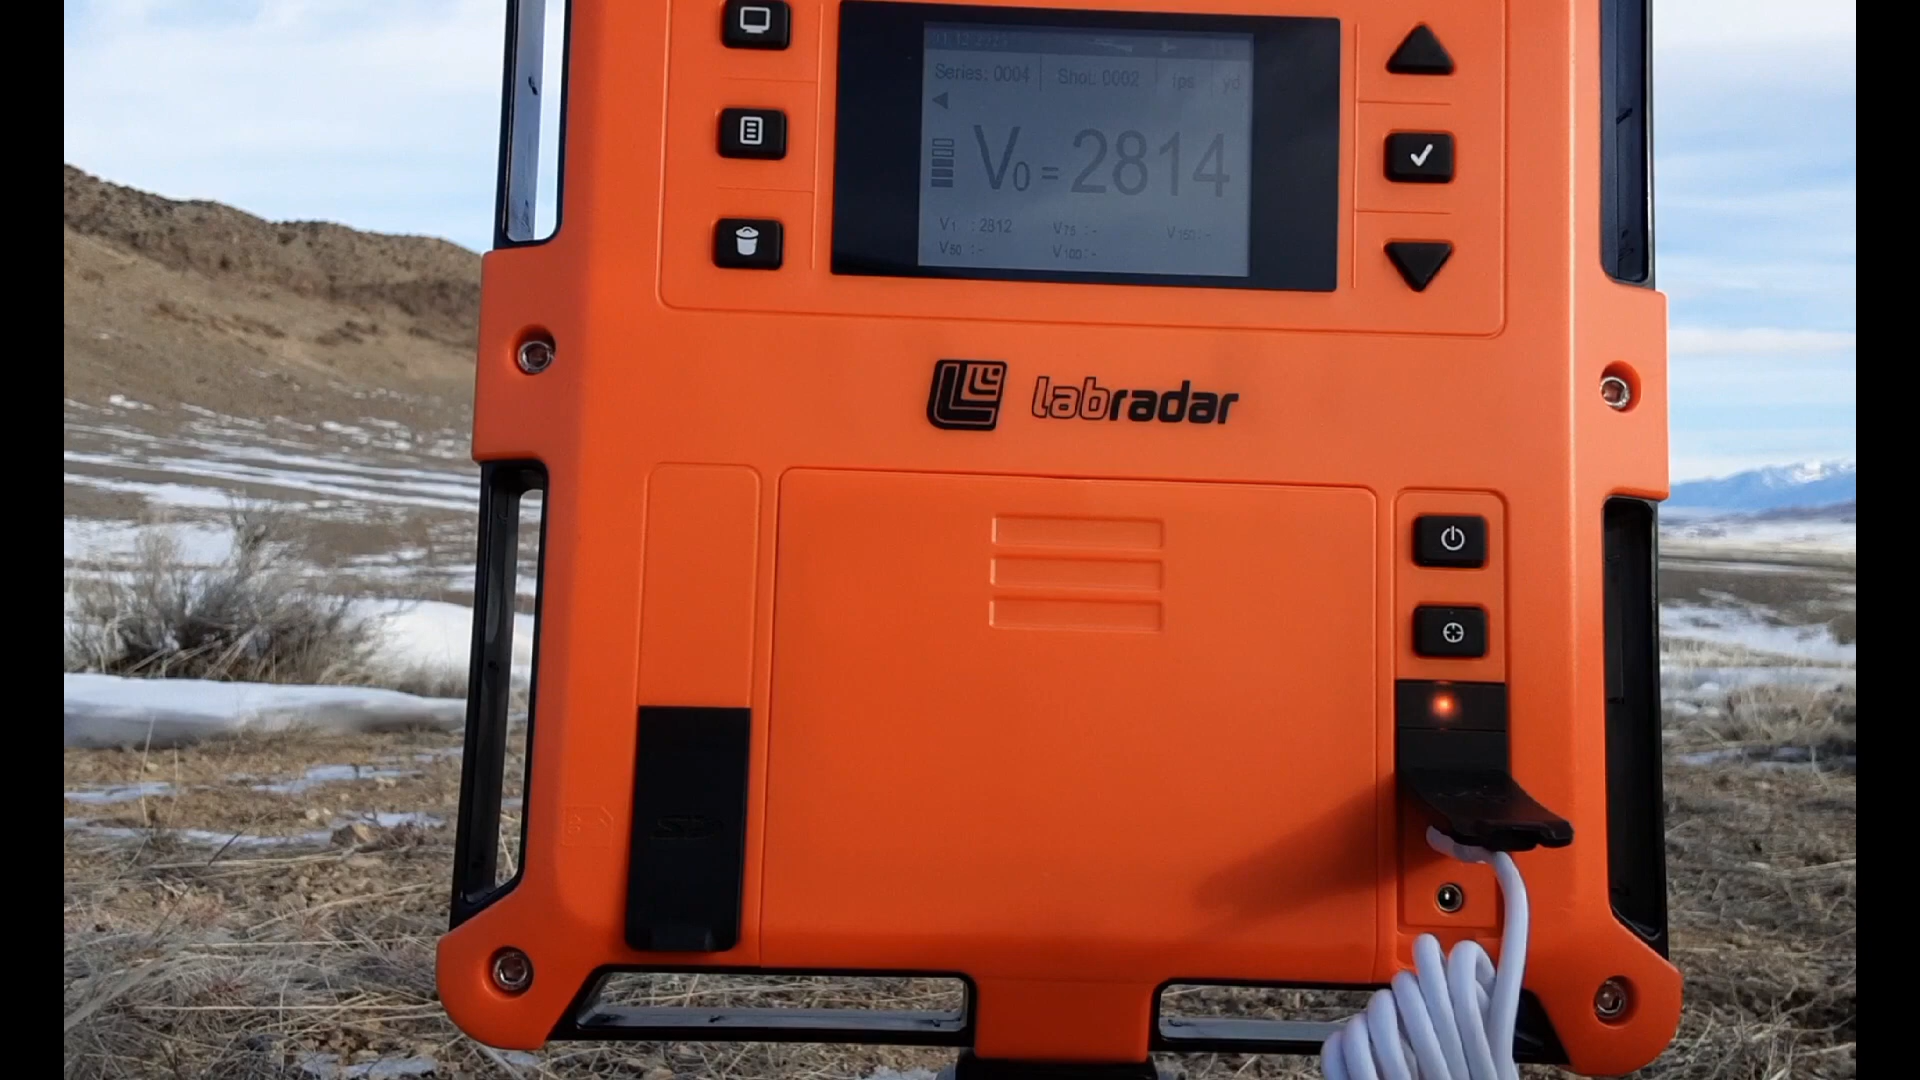 Series: 0004 Shot: 0002 fps yd
V0 = 2814
V1 : 2812 V75 :- V150:-
V50 :- V100:-
labradar